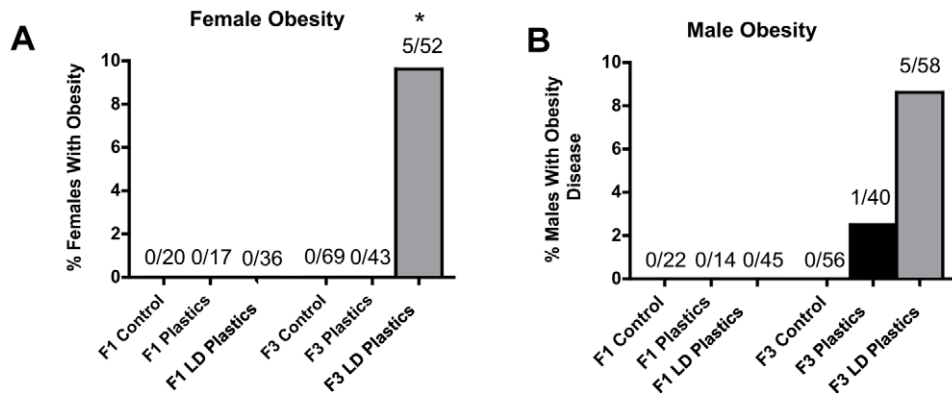 A
Female Obesity
*
5/52
% Females With Obesity
10
8
6
4
2
0
0/20
0/17
0/36
0/69
0/43
F1 Control
F1 Plastics
F1 LD Plastics
F3 Control
F3 Plastics
F3 LD Plastics
B
Male Obesity
5/58
% Males With Obesity
Disease
10
8
6
4
2
0
1/40
0/22
0/14
0/45
0/56
F1 Control
F1 Plastics
F1 LD Plastics
F3 Control
F3 Plastics
F3 LD Plastics